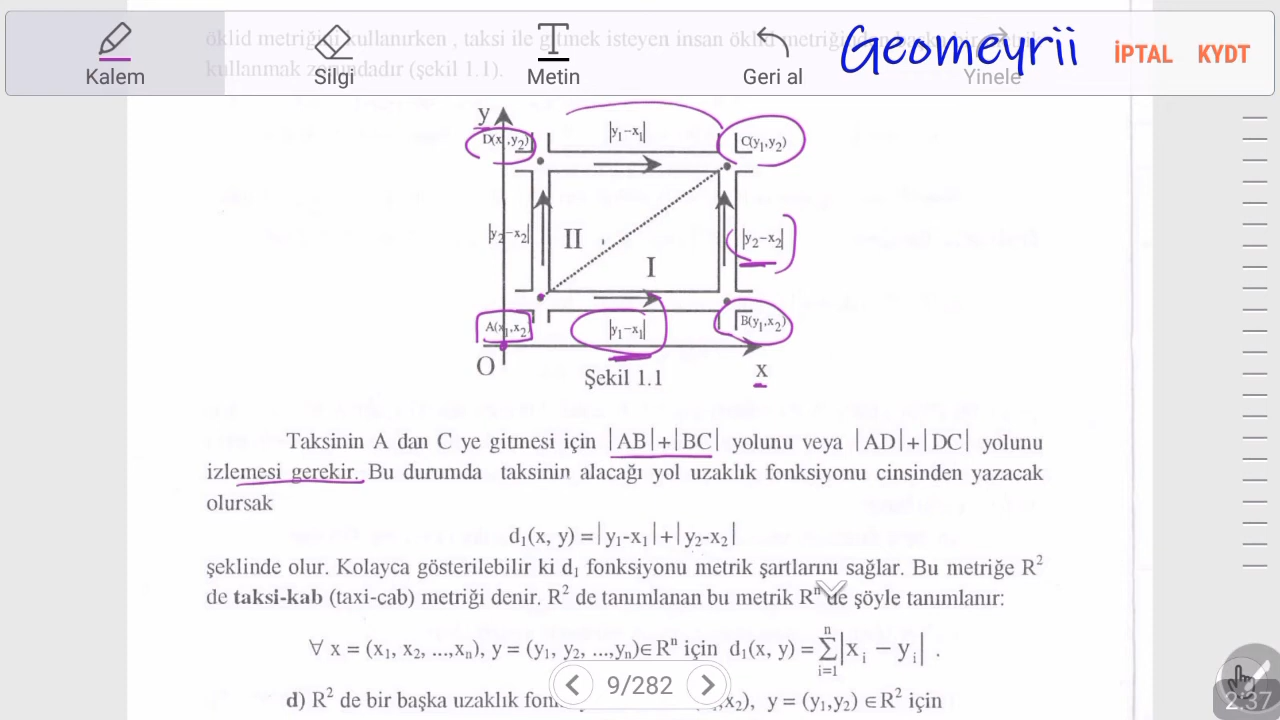 öklid metriğini kullanırken , taksi ile gitmek isteyen insan öklid
kullanmak zorundadır (şekil 1.1).
Kalem
Silgi
Metin
Geri al
Geomeyrii
Yinele
İPTAL
KYDT
y
D(x ,y2)
|y1−x1|
C(y1,y2)
|y2−x2|
II
|y2−x2|
I
A(x1,x2)
|y1−x1|
B(y1,x2)
O
Şekil 1.1
x
Taksinin A dan C ye gitmesi için |AB|+|BC| yolunu veya |AD|+|DC| yolunu
izlemesi gerekir. Bu durumda taksinin alacağı yol uzaklık fonksiyonu cinsinden yazacak
olursak
d1(x, y) =|y1-x1|+|y2-x2|
şeklinde olur. Kolayca gösterilebilir ki d1 fonksiyonu metrik şartlarını sağlar. Bu metriğe R²
de taksi-kab (taxi-cab) metriği denir. R² de tanımlanan bu metrik Rⁿ de şöyle tanımlanır:
∀ x = (x1, x2, ...,xn), y = (y1, y2, ...,yn)∈Rⁿ için d1(x, y) = n∑i=1 |xi − yi| .
9/282
d) R² de bir başka uzaklık ,x2), y = (y1,y2) ∈R² için
2:37